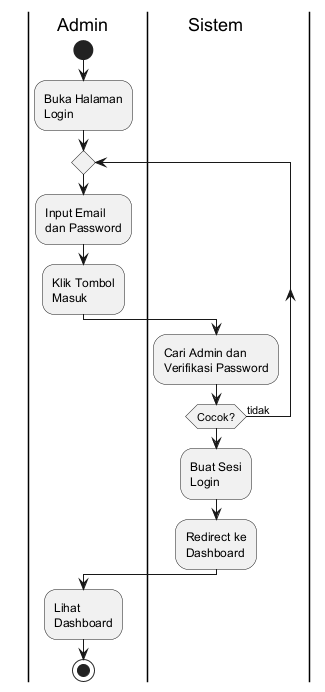 Admin
Sistem
Buka Halaman
Login
Input Email
dan Password
Klik Tombol
Masuk
Cari Admin dan
Verifikasi Password
Cocok?
tidak
Buat Sesi
Login
Redirect ke
Dashboard
Lihat
Dashboard